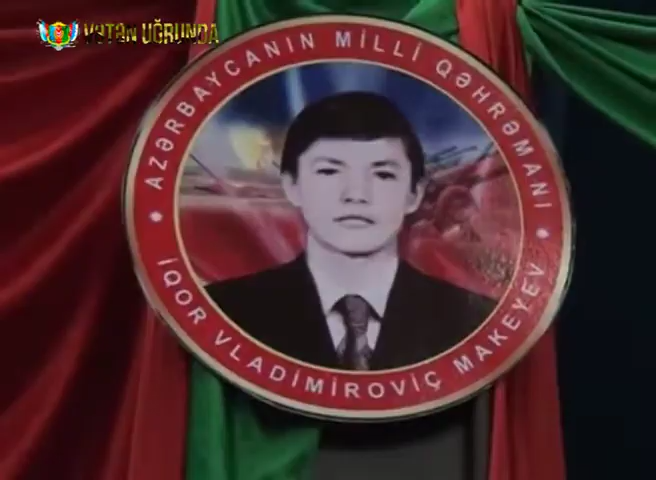 VƏTƏN UĞRUNDA
AZƏRBAYCANIN MİLLİ QƏHRƏMANI
İQOR VLADİMİROVİÇ MAKEYEV